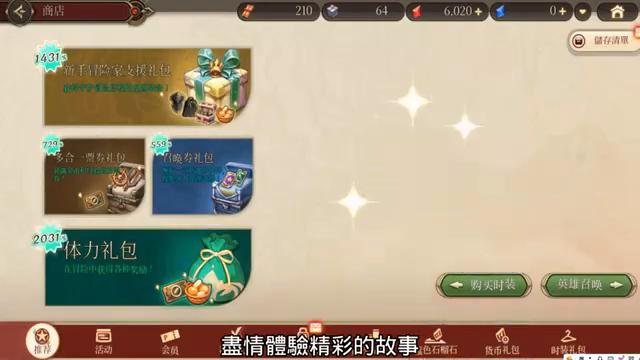 商店
210
64
6,020
0
儲存清單
1431%
新手冒险家支援礼包
729%
多合一票券礼包
559%
召唤券礼包
2031%
体力礼包
在冒险中获得各种奖励!
购买时装
英雄召唤
推荐
活动
会员
色石榴石
货币礼包
时装礼包
盡情體驗精彩的故事